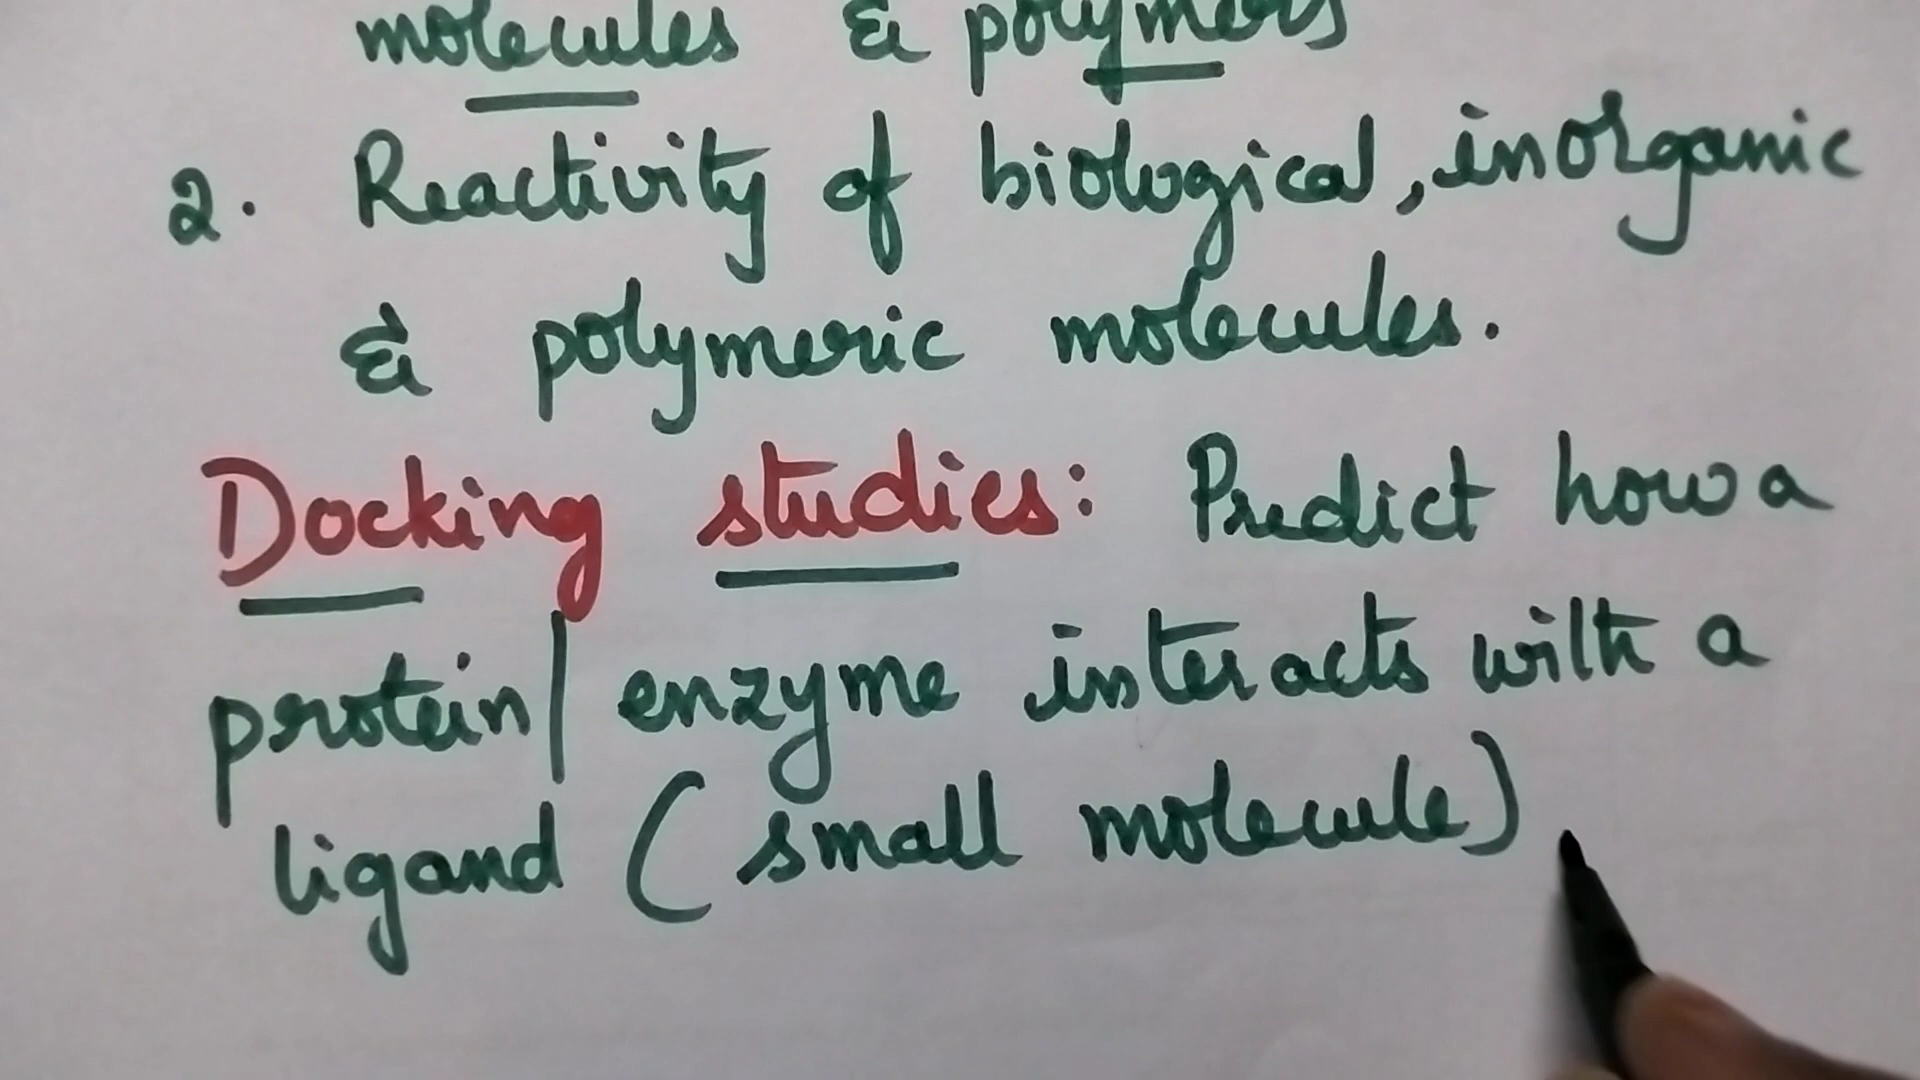 molecules & polymers
2. Reactivity of biological, inorganic
& polymeric molecules.
Docking studies: Predict how a
protein/enzyme interacts with a
ligand (small molecule)